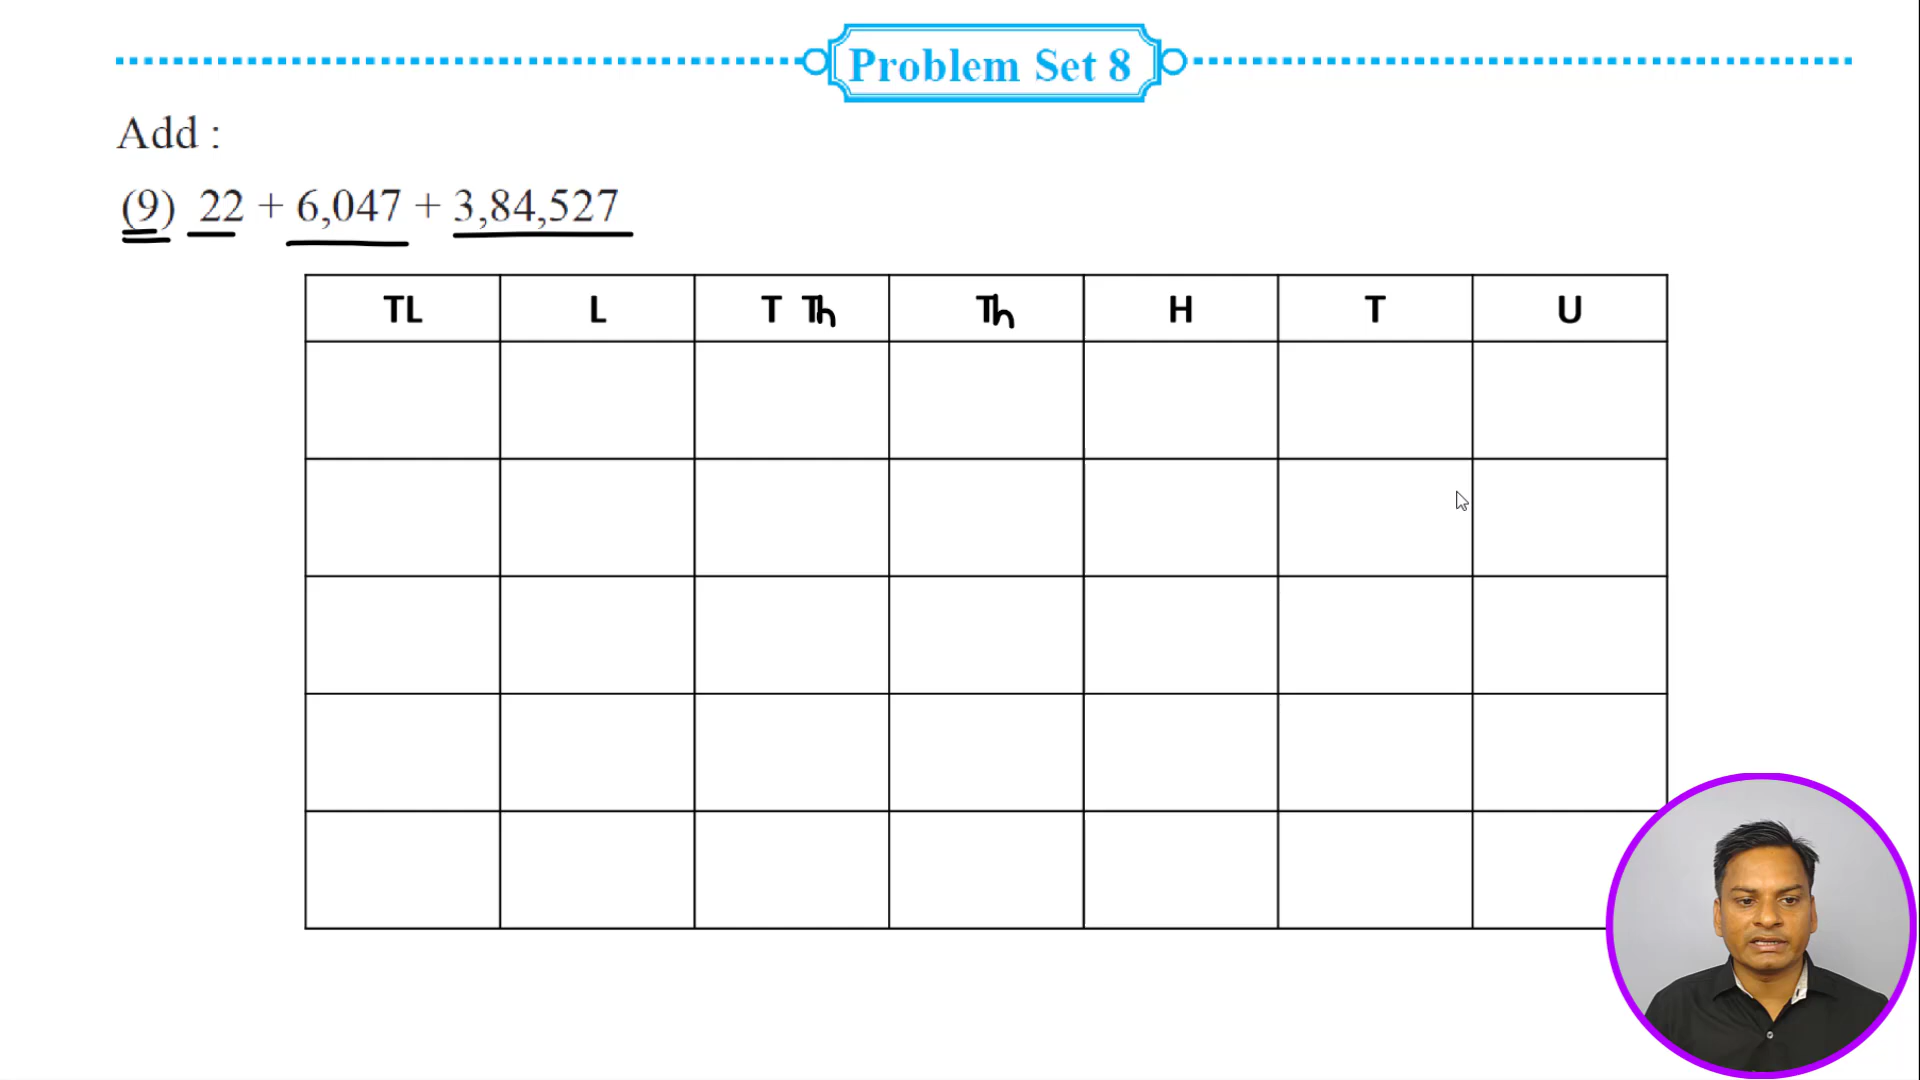 Problem Set 8
Add :
(9) 22 + 6,047 + 3,84,527
TL L T Th Th H T U